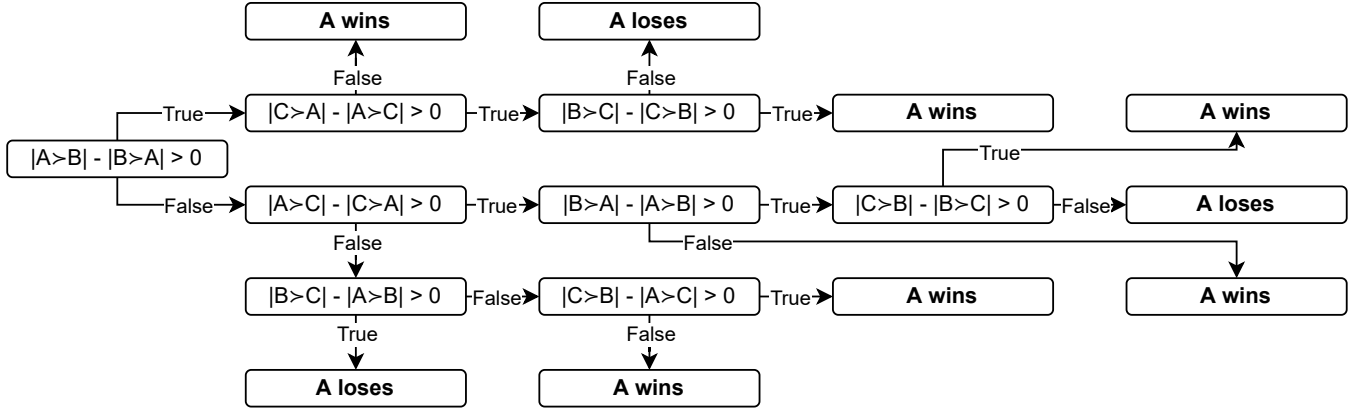 A wins
A loses
False
False
True
|C≻A| - |A≻C| > 0
True
|B≻C| - |C≻B| > 0
True
A wins
A wins
|A≻B| - |B≻A| > 0
True
False
|A≻C| - |C≻A| > 0
True
|B≻A| - |A≻B| > 0
True
|C≻B| - |B≻C| > 0
False
A loses
False
False
|B≻C| - |A≻B| > 0
False
|C≻B| - |A≻C| > 0
True
A wins
A wins
True
False
A loses
A wins